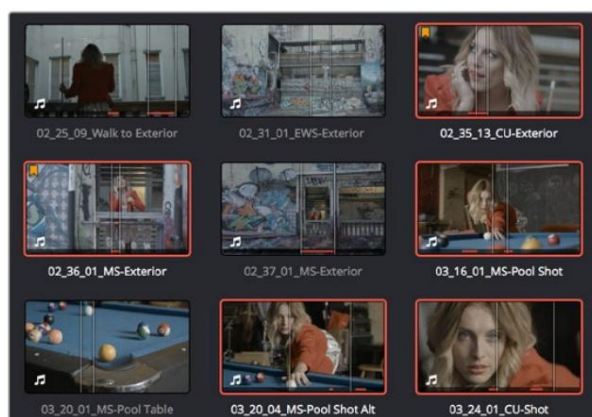 02_25_09_Walk to Exterior
02_31_01_EWS-Exterior
02_35_13_CU-Exterior
02_36_01_MS-Exterior
02_37_01_MS-Exterior
03_16_01_MS-Pool Shot
03_20_01_MS-Pool Table
03_20_04_MS-Pool Shot Alt
03_24_01_CU-Shot